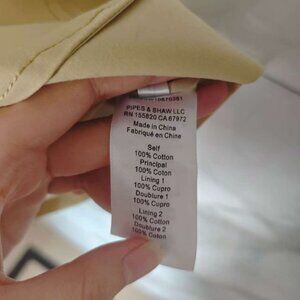 PIPES & SHAW LLC
RN 155820 CA 67972
Made in China
Fabriqué en Chine
Self
100% Cotton
Principal
100% Coton
Lining 1
100% Cupro
Doublure 1
100% Cupro
Lining 2
100% Cotton
Doublure 2
100% Coton